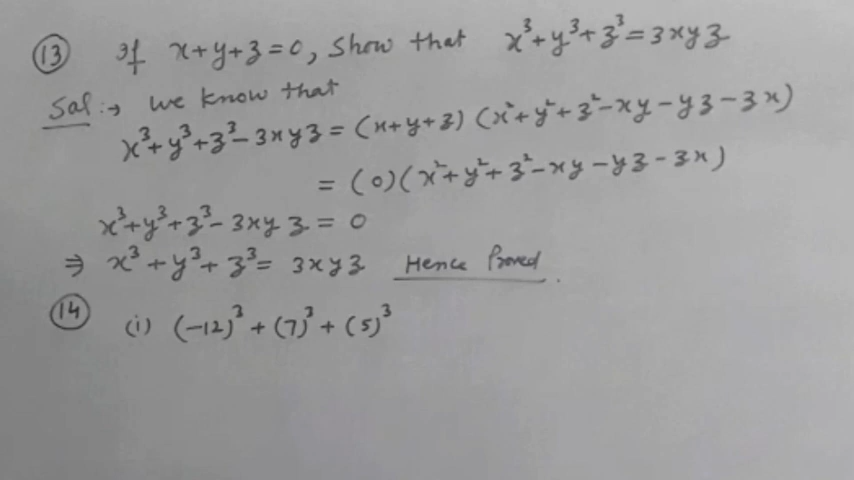 (13) If x+y+z=0, Show that x³+y³+z³=3xyz
Sol :→ We know that
x³+y³+z³-3xyz = (x+y+z) (x²+y²+z²-xy-yz-zx)
= (0)(x²+y²+z²-xy-yz-zx)
x³+y³+z³-3xyz = 0
⇒ x³+y³+z³= 3xyz Hence Proved.
(14) (i) (-12)³+(7)³+(5)³